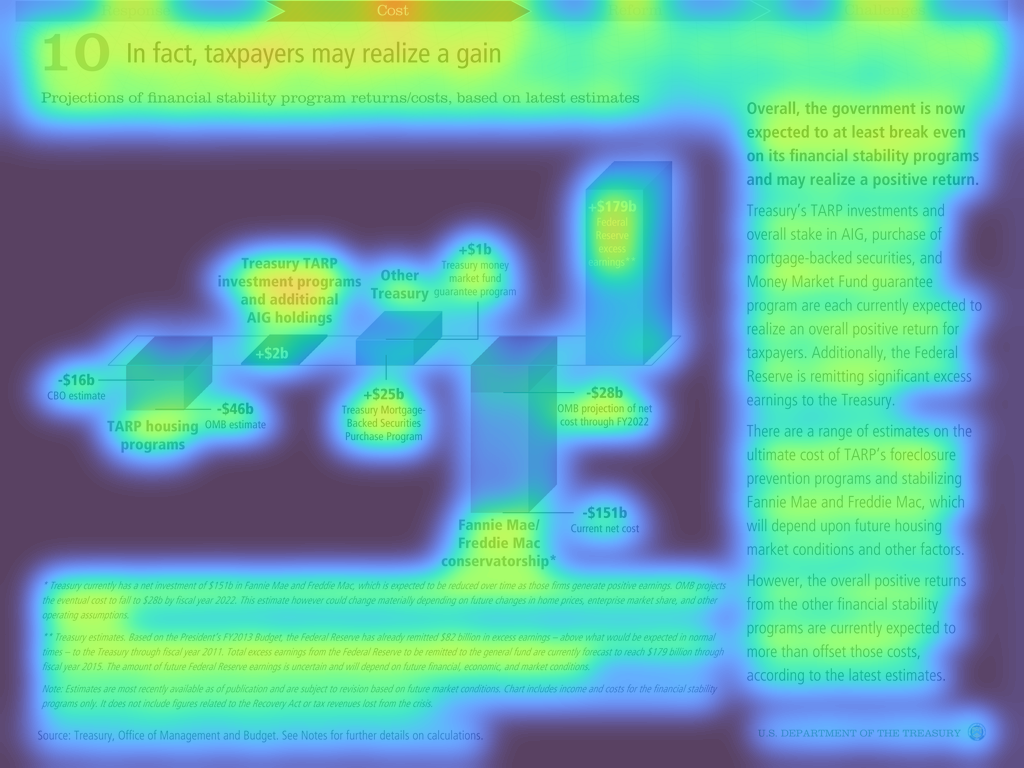 Cost
10 In fact, taxpayers may realize a gain
Projections of financial stability program returns/costs, based on latest estimates
Overall, the government is now
expected to at least break even
on its financial stability programs
and may realize a positive return.
Treasury's TARP investments and
overall stake in AIG, purchase of
mortgage-backed securities, and
Money Market Fund guarantee
program are each currently expected to
realize an overall positive return for
taxpayers. Additionally, the Federal
Reserve is remitting significant excess
earnings to the Treasury.
There are a range of estimates on the
ultimate cost of TARP's foreclosure
prevention programs and stabilizing
Fannie Mae and Freddie Mac, which
will depend upon future housing
market conditions and other factors.
However, the overall positive returns
from the other financial stability
programs are currently expected to
more than offset those costs,
according to the latest estimates.
+$179b
Federal
Reserve
excess
earnings**
+$1b
Treasury money
market fund
guarantee program
Treasury TARP
investment programs
and additional
AIG holdings
Other
Treasury
+$2b
-$16b
CBO estimate
-$46b
OMB estimate
TARP housing
programs
+$25b
Treasury Mortgage-
Backed Securities
Purchase Program
-$28b
OMB projection of net
cost through FY2022
-$151b
Current net cost
Fannie Mae/
Freddie Mac
conservatorship*
* Treasury currently has a net investment of $151b in Fannie Mae and Freddie Mac, which is expected to be reduced over time as those firms generate positive earnings. OMB projects
the eventual cost to fall to $28b by fiscal year 2022. This estimate however could change materially depending on future changes in home prices, enterprise market share, and other
operating assumptions.
** Treasury estimates. Based on the President's FY2013 Budget, the Federal Reserve has already remitted $82 billion in excess earnings – above what would be expected in normal
times – to the Treasury through fiscal year 2011. Total excess earnings from the Federal Reserve to be remitted to the general fund are currently forecast to reach $179 billion through
fiscal year 2015. The amount of future Federal Reserve earnings is uncertain and will depend on future financial, economic, and market conditions.
Note: Estimates are most recently available as of publication and are subject to revision based on future market conditions. Chart includes income and costs for the financial stability
programs only. It does not include figures related to the Recovery Act or tax revenues lost from the crisis.
Source: Treasury, Office of Management and Budget. See Notes for further details on calculations.
U.S. DEPARTMENT OF THE TREASURY